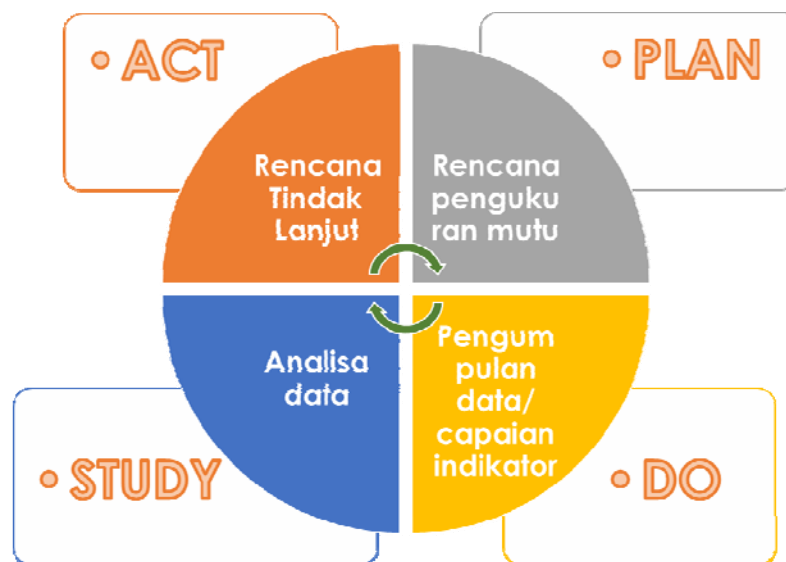 • ACT
• PLAN
Rencana
Tindak
Lanjut
Rencana
penguku
ran mutu
Analisa
data
Pengum
pulan
data/
capaian
indikator
• STUDY
• DO